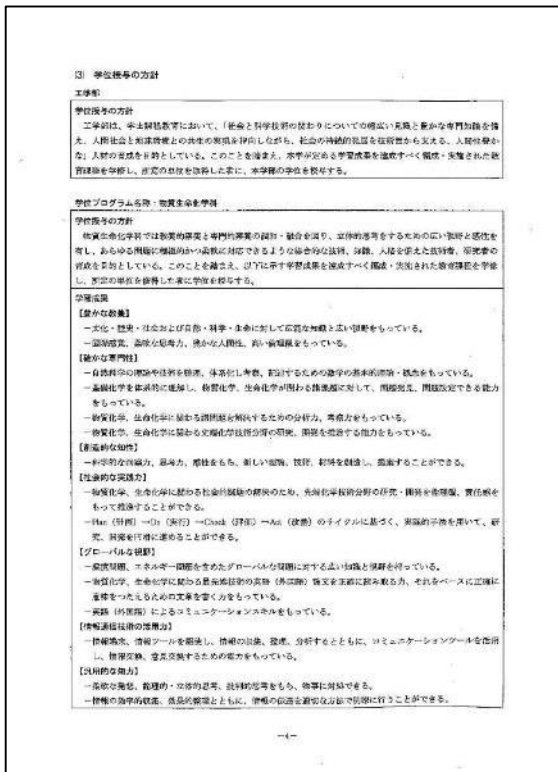 (3) 学位授与の方針
工学部
学位授与の方針
工学部は、学士課程教育において、「社会と科学技術の関わりについての幅広い見識と豊かな専門知識を備
え、人間社会と地球環境との共生の実現を指向しながら、社会の持続的発展を技術面から支える、人間性豊か
な」人材の育成を目的としている。このことを踏まえ、本学が定める学習成果を達成すべく編成・実施された教
育課程を学修し、所定の単位を取得した者に、本学部の学位を授与する。
学位プログラム名称・物質生命化学科
学位授与の方針
物質生命化学科では教養的素養と専門的素養の調和・融合を図り、立体的思考をするための広い視野と感性を
有し、あらゆる問題に積極的かつ柔軟に対応できるような総合的な技術、知識、人格を備えた技術者、研究者の
育成を目的としている。このことを踏まえ、以下に示す学習成果を達成すべく編成・実施された教育課程を学修
し、所定の単位を取得した者に学位を授与する。
学習成果
【豊かな教養】
－文化・歴史・社会および自然・科学・生命に対して広範な知識と広い視野をもっている。
－国際感覚、柔軟な思考力、豊かな人間性、高い倫理観をもっている。
【確かな専門性】
－自然科学の理論や技術を整理、体系化し考察、記述するための数学の基本的理論・概念をもっている。
－基礎化学を体系的に理解し、物質化学、生命化学が関わる諸課題に対して、問題発見、問題設定できる能力
をもっている。
－物質化学、生命化学に関わる諸問題を解決するための分析力、考察力をもっている。
－物質化学、生命化学に関わる先端化学技術分野の研究、開発を推進する能力をもっている。
【創造的な知性】
－科学的な洞察力、思考力、感性をもち、新しい理論、技術、材料を創造し、提案することができる。
【社会的な実践力】
－物質化学、生命化学に関わる社会的課題の解決のため、先端化学技術分野の研究・開発を倫理観、責任感を
もって推進することができる。
－Plan（計画）→Do（実行）→Check（評価）→Act（改善）のサイクルに基づく、実践的手法を用いて、研
究、開発を円滑に進めることができる。
【グローバルな視野】
－環境問題、エネルギー問題を含めたグローバルな問題に対する広い知識と視野を持っている。
－物質化学、生命化学に関わる最先端技術の英語（外国語）論文を正確に読み取る力、それをベースに正確に
意味をつたえるための文章を書く力をもっている。
－英語（外国語）によるコミュニケーションスキルをもっている。
【情報通信技術の活用力】
－情報端末、情報ツールを駆使し、情報の収集、整理、分析するとともに、コミュニケーションツールを活用
し、情報交換、意見交換するための能力をもっている。
【汎用的な知力】
－柔軟な発想、論理的・立体的思考、批判的思考をもち、物事に対処できる。
－情報の効率的収集、効果的整理とともに、情報の伝達を適切な方法で明瞭に行うことができる。
－4－